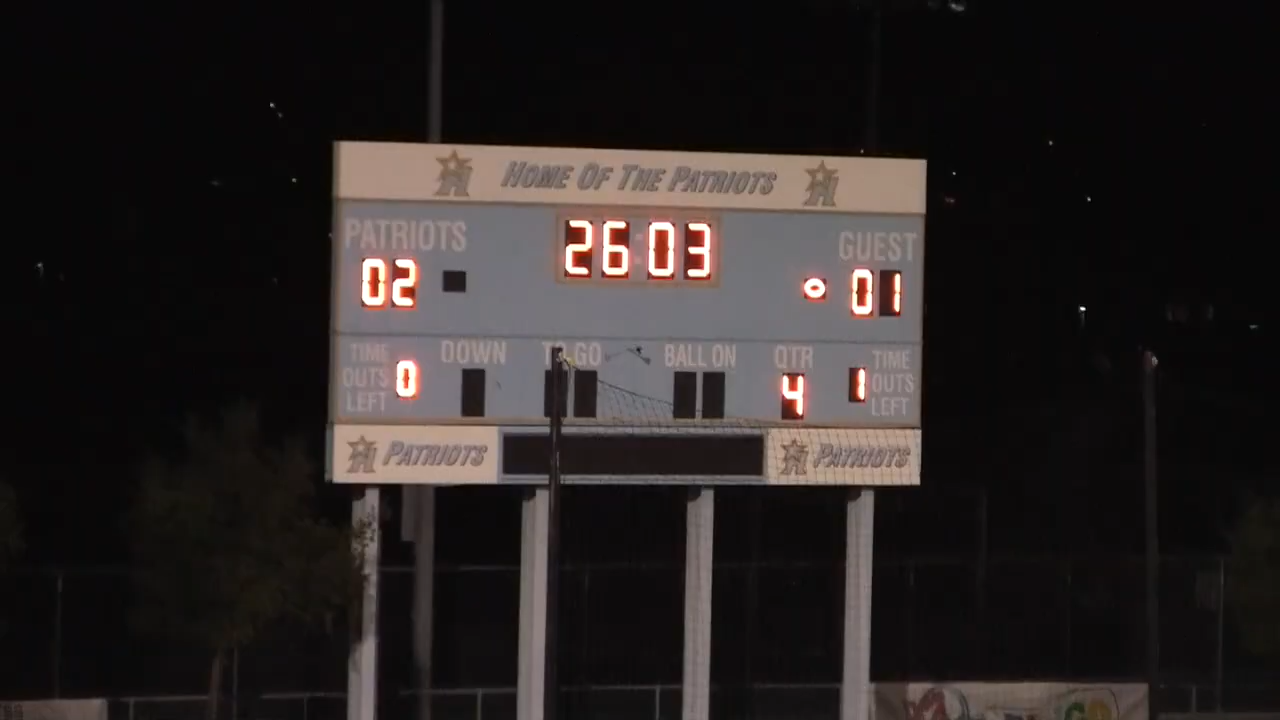 HOME OF THE PATRIOTS
PATRIOTS 26:03 GUEST
02 01
TIME OUTS LEFT 0 DOWN TO GO BALL ON QTR 4 1 TIME OUTS LEFT
PATRIOTS PATRIOTS